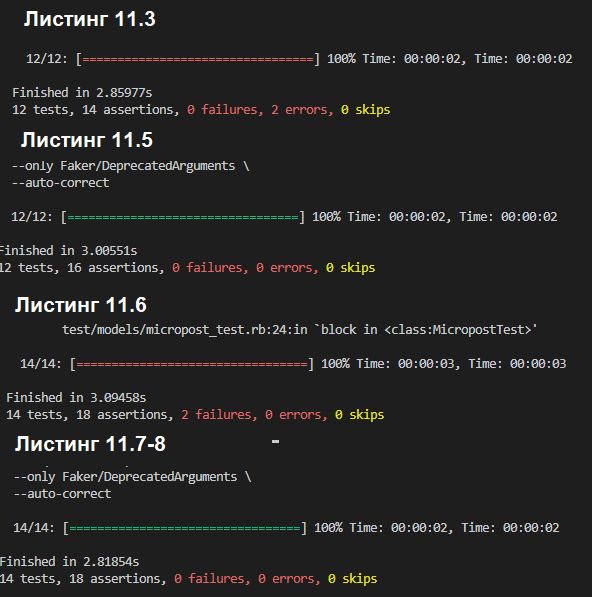 Листинг 11.3
12/12: [=================================] 100% Time: 00:00:02, Time: 00:00:02
Finished in 2.85977s
12 tests, 14 assertions, 0 failures, 2 errors, 0 skips
Листинг 11.5
--only Faker/DeprecatedArguments \
--auto-correct
12/12: [=================================] 100% Time: 00:00:02, Time: 00:00:02
Finished in 3.00551s
12 tests, 16 assertions, 0 failures, 0 errors, 0 skips
Листинг 11.6
test/models/micropost_test.rb:24:in `block in <class:MicropostTest>'
14/14: [=================================] 100% Time: 00:00:03, Time: 00:00:03
Finished in 3.09458s
14 tests, 18 assertions, 2 failures, 0 errors, 0 skips
Листинг 11.7-8
--only Faker/DeprecatedArguments \
--auto-correct
14/14: [=================================] 100% Time: 00:00:02, Time: 00:00:02
Finished in 2.81854s
14 tests, 18 assertions, 0 failures, 0 errors, 0 skips